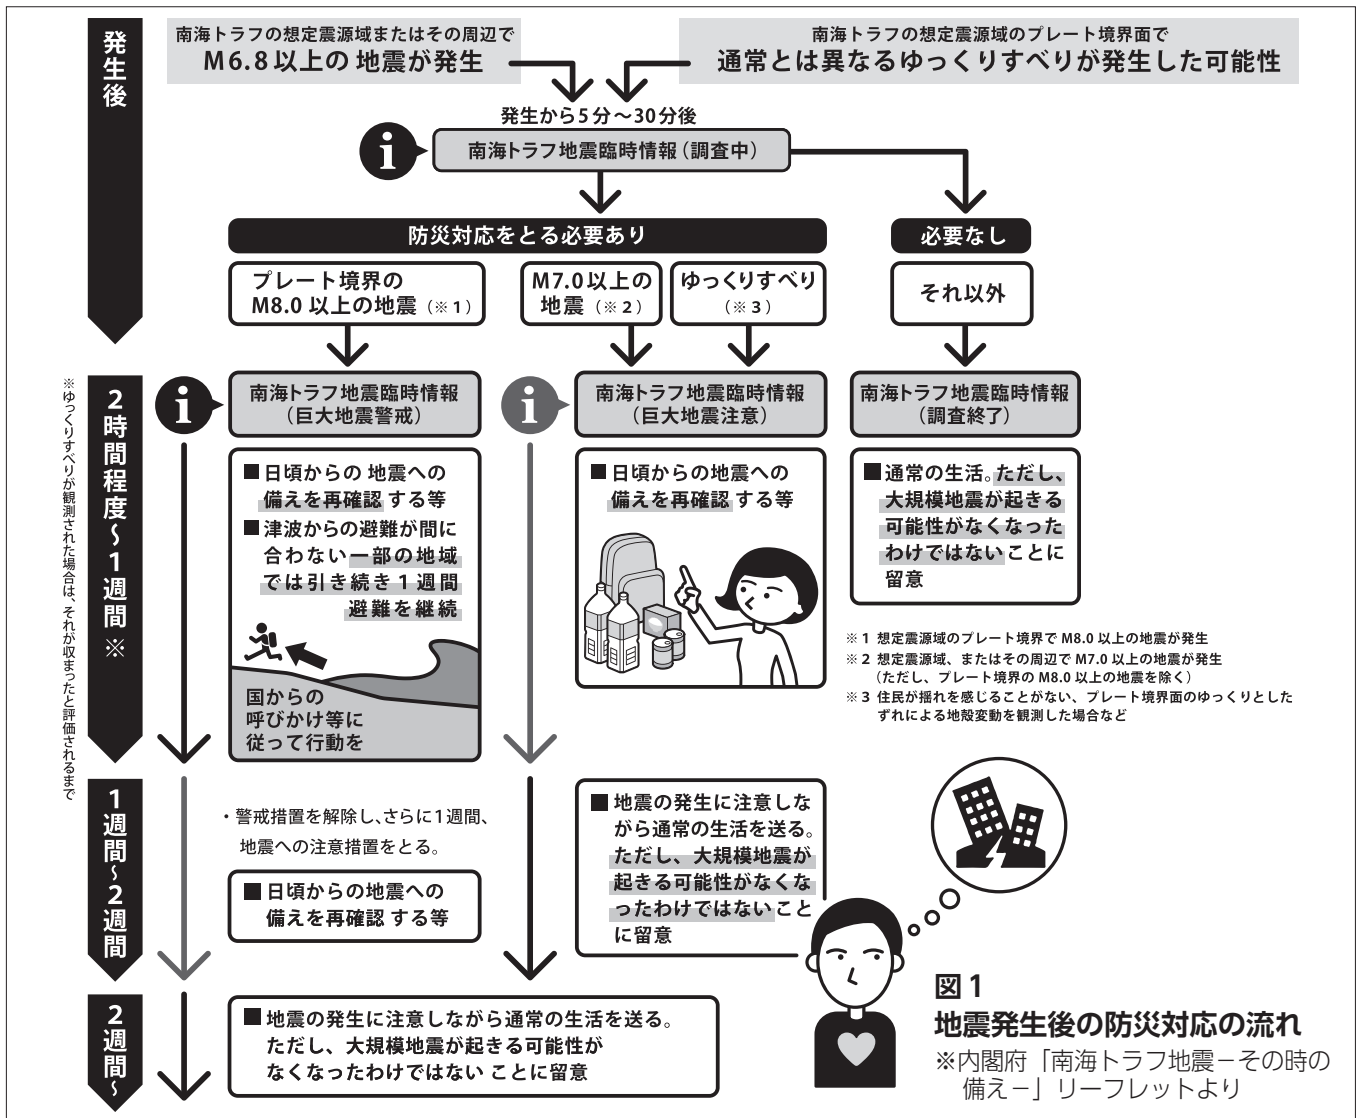 発生後
南海トラフの想定震源域またはその周辺で
M6.8以上の 地震が発生
南海トラフの想定震源域のプレート境界面で
通常とは異なるゆっくりすべりが発生した可能性
発生から5分〜30分後
i
南海トラフ地震臨時情報(調査中)
防災対応をとる必要あり
必要なし
プレート境界の
M8.0 以上の地震(※1)
M7.0以上の
地震(※2)
ゆっくりすべり
(※3)
それ以外
2時間程度〜1週間※
※ゆっくりすべりが観測された場合は、それが収まったと評価されるまで
i
南海トラフ地震臨時情報
(巨大地震警戒)
i
南海トラフ地震臨時情報
(巨大地震注意)
南海トラフ地震臨時情報
(調査終了)
■日頃からの 地震への
備えを再確認 する等
■津波からの避難が間に
合わない一部の地域
では引き続き1週間
避難を継続
国からの
呼びかけ等に
従って行動を
■日頃からの地震への
備えを再確認 する等
■通常の生活。ただし、
大規模地震が起きる
可能性がなくなった
わけではないことに
留意
※1 想定震源域のプレート境界でM8.0以上の地震が発生
※2 想定震源域、またはその周辺でM7.0以上の地震が発生
(ただし、プレート境界の M8.0 以上の地震を除く)
※3 住民が揺れを感じることがない、プレート境界面のゆっくりとした
ずれによる地殻変動を観測した場合など
1週間〜2週間
・警戒措置を解除し、さらに1週間、
地震への注意措置をとる。
■日頃からの地震への
備えを再確認 する等
■地震の発生に注意しな
がら通常の生活を送る。
ただし、大規模地震が
起きる可能性がなくな
ったわけではないこと
に留意
2週間〜
■地震の発生に注意しながら通常の生活を送る。
ただし、大規模地震が起きる可能性が
なくなったわけではない ことに留意
図1
地震発生後の防災対応の流れ
※内閣府「南海トラフ地震−その時の
備え−」リーフレットより